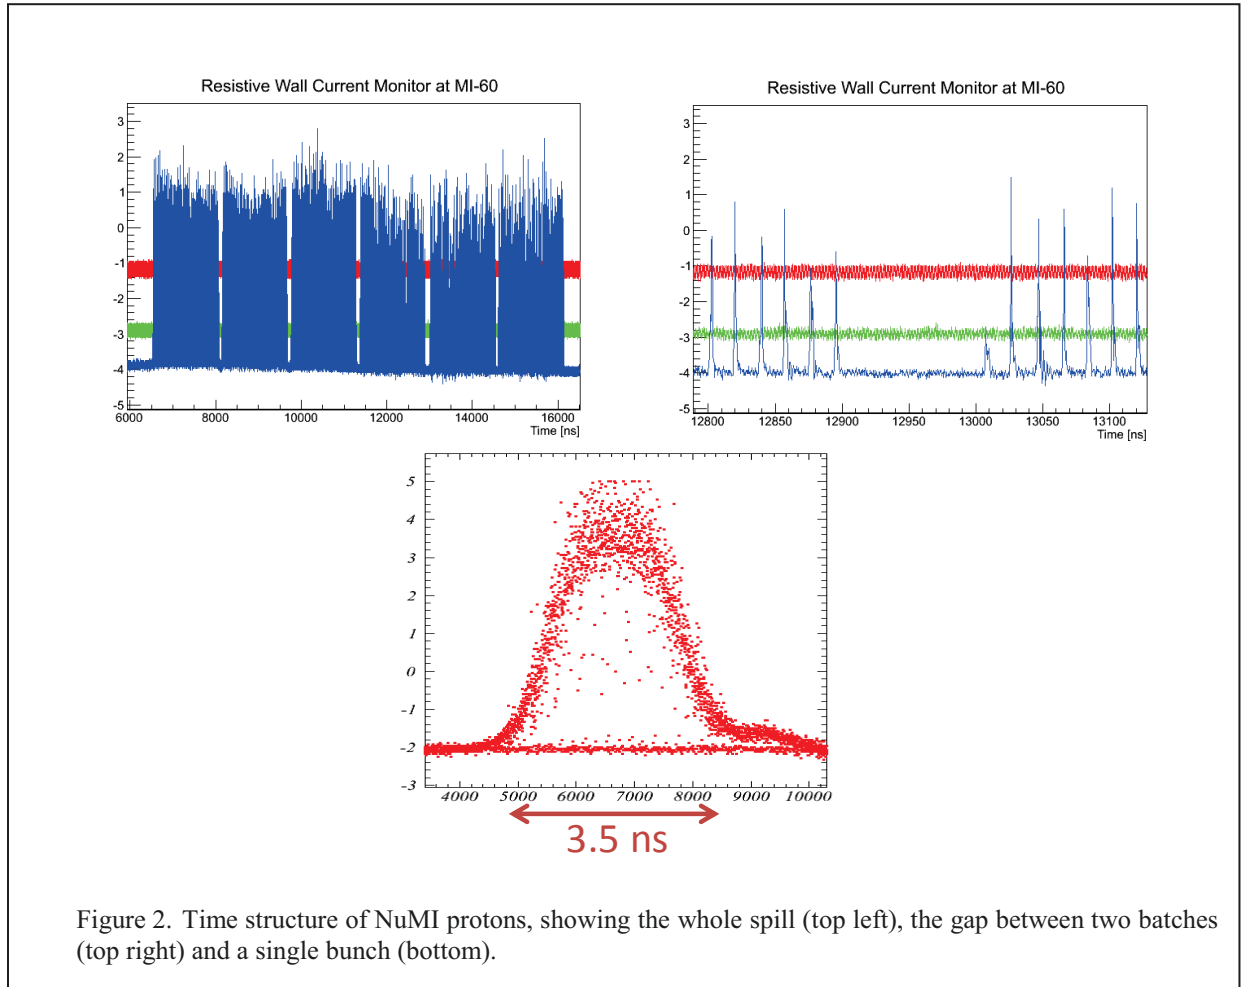 Resistive Wall Current Monitor at MI-60
3
2
1
0
-1
-2
-3
-4
-5
6000 8000 10000 12000 14000 16000
Time [ns]
Resistive Wall Current Monitor at MI-60
3
2
1
0
-1
-2
-3
-4
-5
12800 12850 12900 12950 13000 13050 13100
Time [ns]
5
4
3
2
1
0
-1
-2
-3
4000 5000 6000 7000 8000 9000 10000
3.5 ns
Figure 2. Time structure of NuMI protons, showing the whole spill (top left), the gap between two batches
(top right) and a single bunch (bottom).